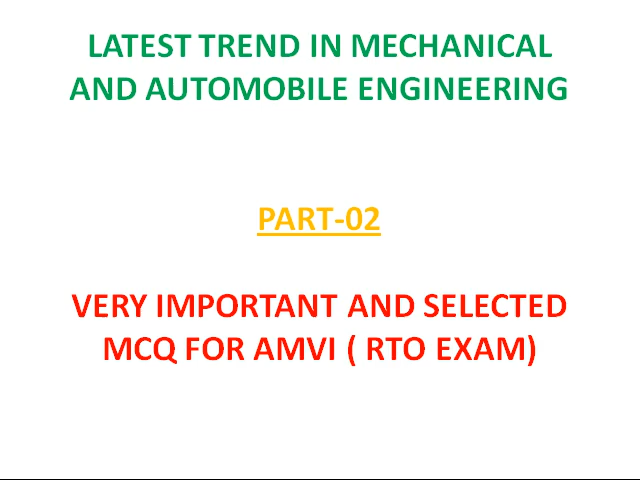 LATEST TREND IN MECHANICAL
AND AUTOMOBILE ENGINEERING
PART-02
VERY IMPORTANT AND SELECTED
MCQ FOR AMVI ( RTO EXAM)